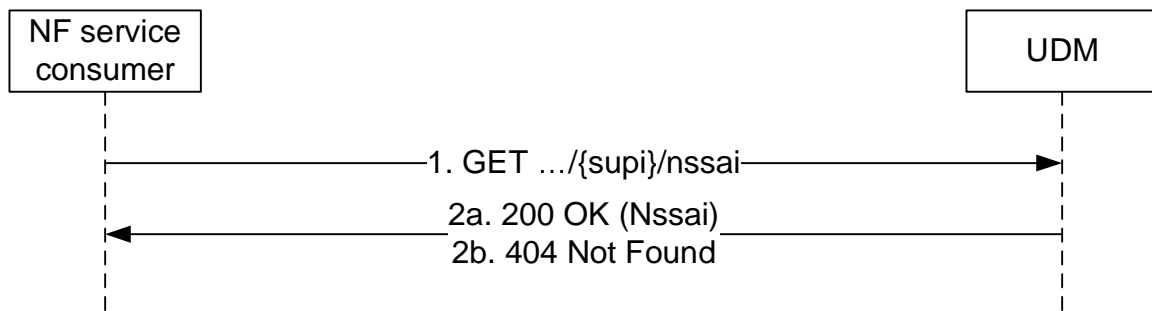 NF service
consumer
UDM
1. GET …/{supi}/nssai
2a. 200 OK (Nssai)
2b. 404 Not Found